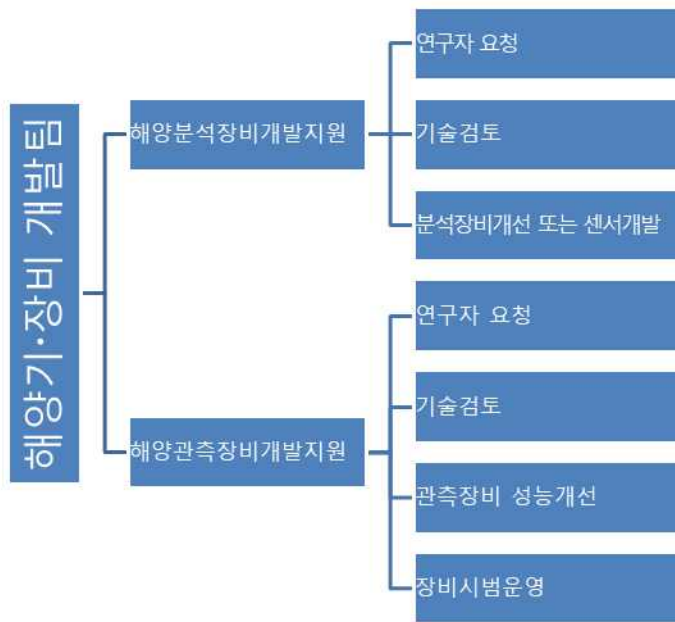 해양기·장비 개발팀
해양분석장비개발지원
연구자 요청
기술검토
분석장비개선 또는 센서개발
해양관측장비개발지원
연구자 요청
기술검토
관측장비 성능개선
장비시범운영